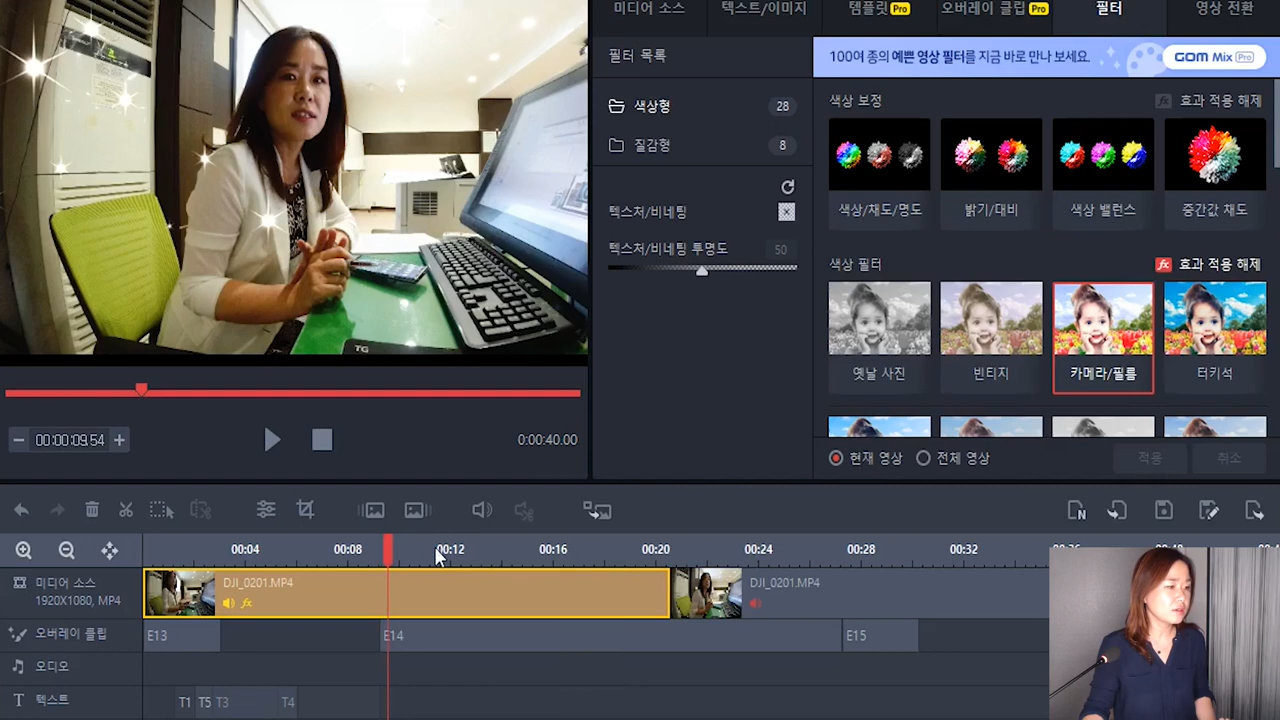 미디어 소스
텍스트/이미지
템플릿 Pro
오버레이 클립 Pro
필터
영상 전환
필터 목록
100여 종의 예쁜 영상 필터를 지금 바로 만나 보세요.
GOM Mix Pro
색상형
28
질감형
8
텍스처/비네팅
텍스처/비네팅 투명도
50
색상 보정
fx 효과 적용 해제
색상/채도/명도
밝기/대비
색상 밸런스
중간값 채도
색상 필터
fx 효과 적용 해제
옛날 사진
빈티지
카메라/필름
터키석
현재 영상
전체 영상
적용
취소
TG
00:00:09.54
0:00:40.00
00:04
00:08
00:12
00:16
00:20
00:24
00:28
00:32
미디어 소스
1920X1080, MP4
DJI_0201.MP4
fx
DJI_0201.MP4
오버레이 클립
E13
E14
E15
오디오
텍스트
T1
T5
T3
T4